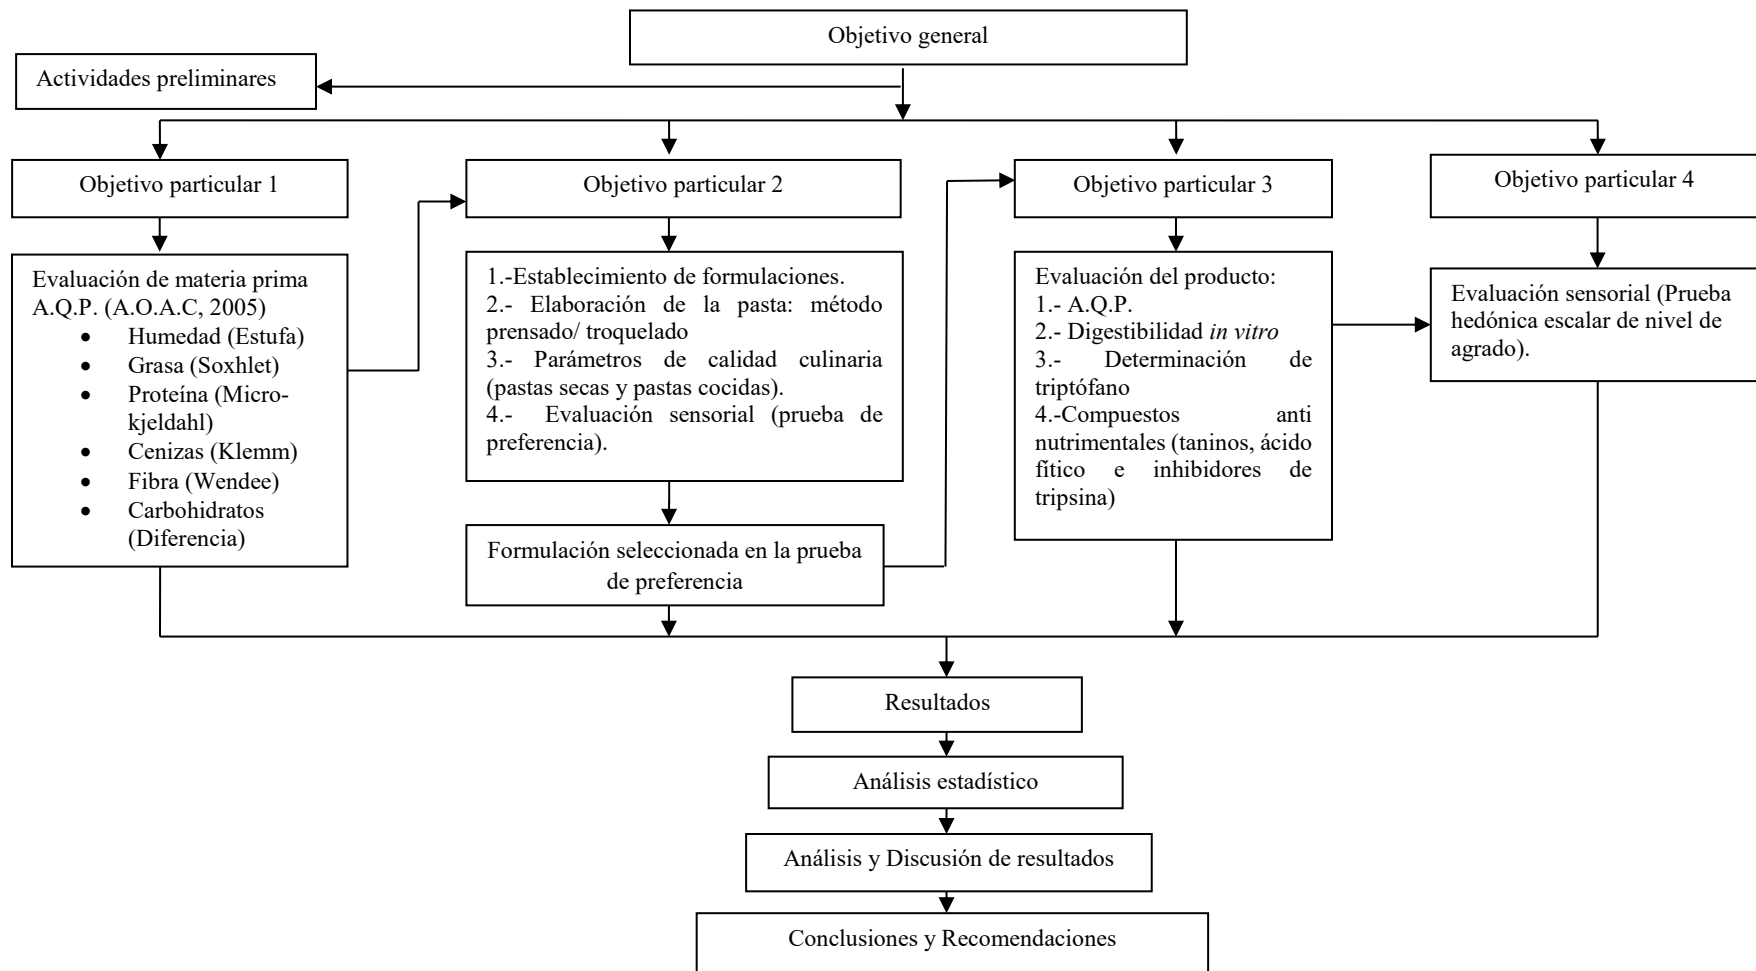 Objetivo general
Actividades preliminares
Objetivo particular 1
Objetivo particular 2
Objetivo particular 3
Objetivo particular 4
Evaluación de materia prima
A.Q.P. (A.O.A.C, 2005)
• Humedad (Estufa)
• Grasa (Soxhlet)
• Proteína (Micro-
kjeldahl)
• Cenizas (Klemm)
• Fibra (Wendee)
• Carbohidratos
(Diferencia)
1.-Establecimiento de formulaciones.
2.- Elaboración de la pasta: método
prensado/ troquelado
3.- Parámetros de calidad culinaria
(pastas secas y pastas cocidas).
4.- Evaluación sensorial (prueba de
preferencia).
Formulación seleccionada en la prueba
de preferencia
Evaluación del producto:
1.- A.Q.P.
2.- Digestibilidad in vitro
3.- Determinación de
triptófano
4.-Compuestos anti
nutrimentales (taninos, ácido
fítico e inhibidores de
tripsina)
Evaluación sensorial (Prueba
hedónica escalar de nivel de
agrado).
Resultados
Análisis estadístico
Análisis y Discusión de resultados
Conclusiones y Recomendaciones